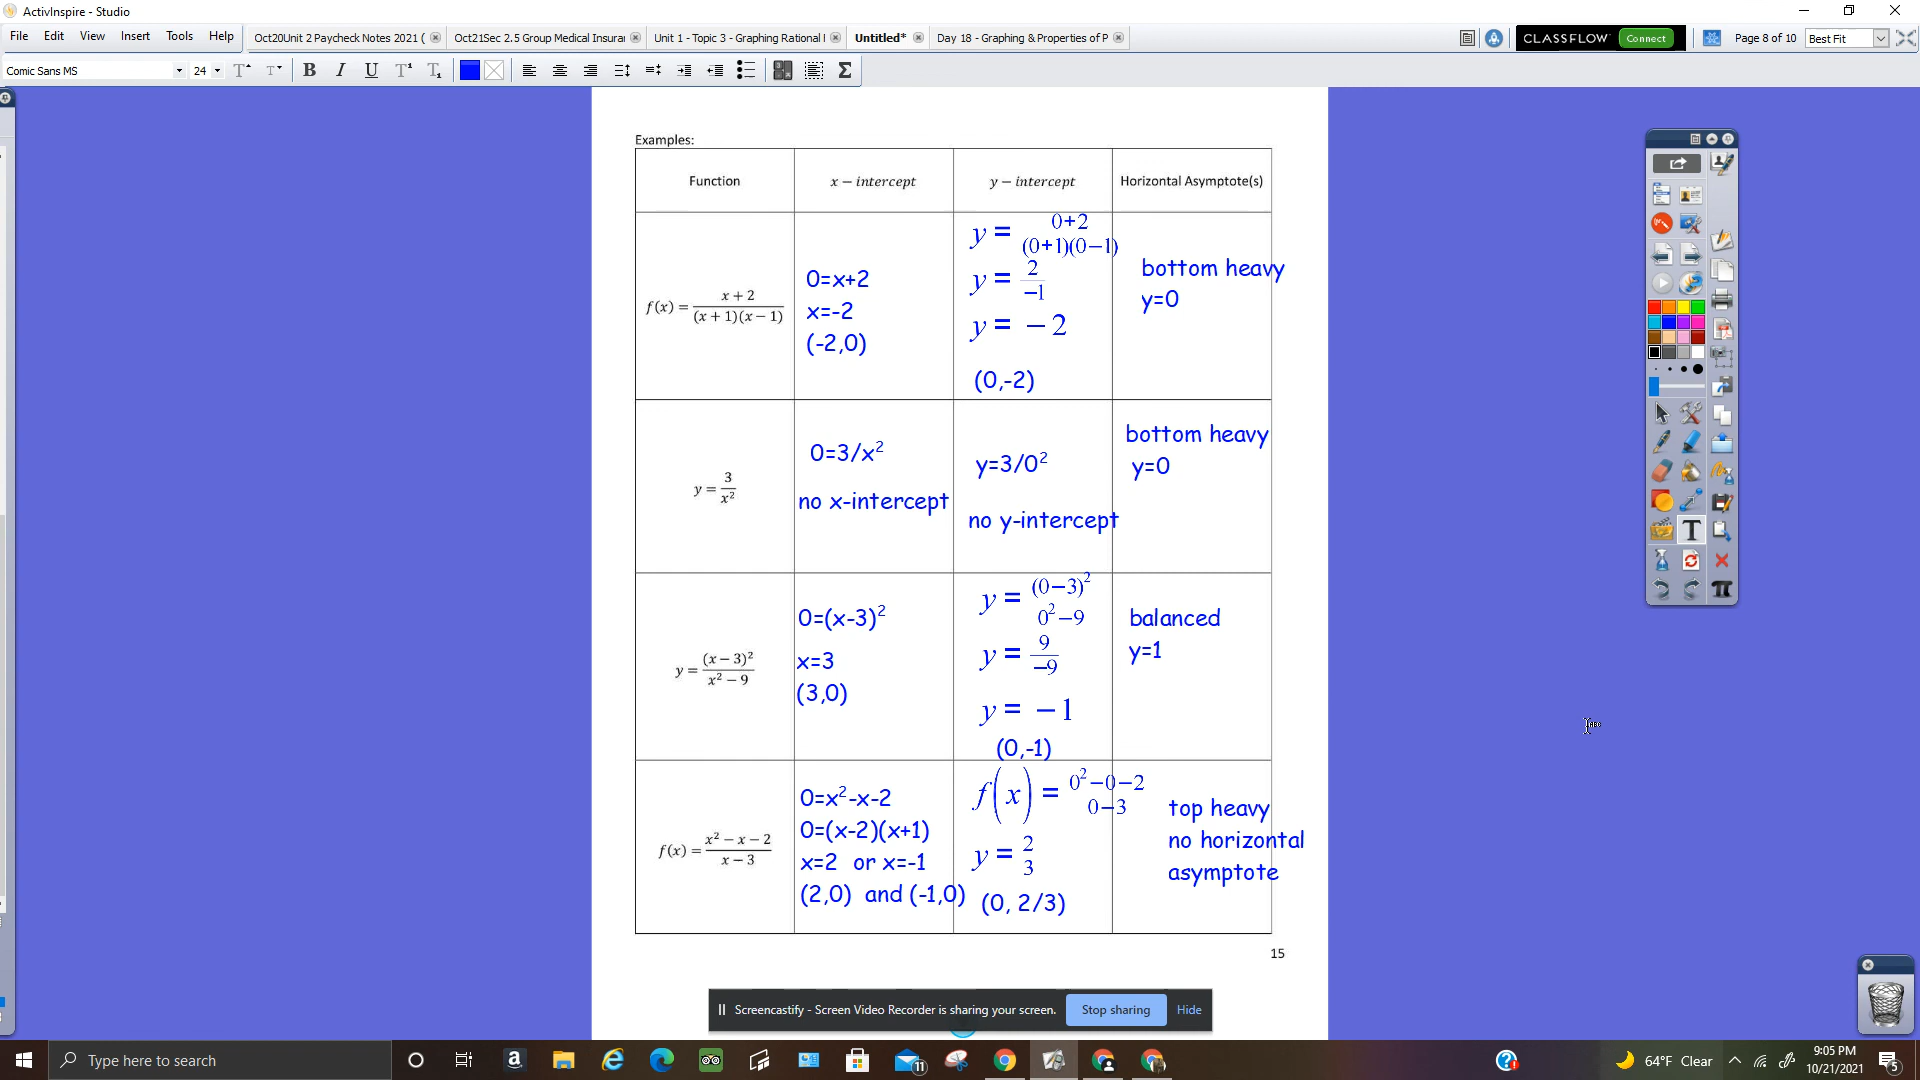 ActivInspire - Studio
File Edit View Insert Tools Help
Oct20Unit 2 Paycheck Notes 2021 (
Oct21Sec 2.5 Group Medical Insurar
Unit 1 - Topic 3 - Graphing Rational I
Untitled*
Day 18 - Graphing & Properties of P
CLASSFLOW Connect
Page 8 of 10
Best Fit
Comic Sans MS 24
Examples:
Function x − intercept y − intercept Horizontal Asymptote(s)
f(x) = (x + 2)/((x + 1)(x − 1))
0=x+2
x=-2
(-2,0)
y = (0+2)/((0+1)(0−1))
y = 2/−1
y = −2
(0,-2)
bottom heavy
y=0
y = 3/x²
0=3/x²
no x-intercept
y=3/0²
no y-intercept
bottom heavy
y=0
y = (x − 3)²/(x² − 9)
0=(x-3)²
x=3
(3,0)
y = (0−3)²/(0²−9)
y = 9/−9
y = −1
(0,-1)
balanced
y=1
f(x) = (x² − x − 2)/(x − 3)
0=x²-x-2
0=(x-2)(x+1)
x=2 or x=-1
(2,0) and (-1,0)
f(x) = (0²−0−2)/(0−3)
y = 2/3
(0, 2/3)
top heavy
no horizontal
asymptote
15
Screencastify - Screen Video Recorder is sharing your screen. Stop sharing Hide
Type here to search
11
64°F Clear
9:05 PM
10/21/2021
5